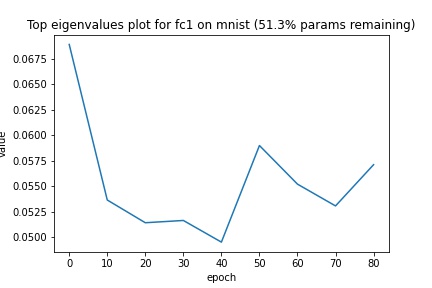 Top eigenvalues plot for fc1 on mnist (51.3% params remaining)
0.0675
0.0650
0.0625
0.0600
0.0575
0.0550
0.0525
0.0500
value
0 10 20 30 40 50 60 70 80
epoch